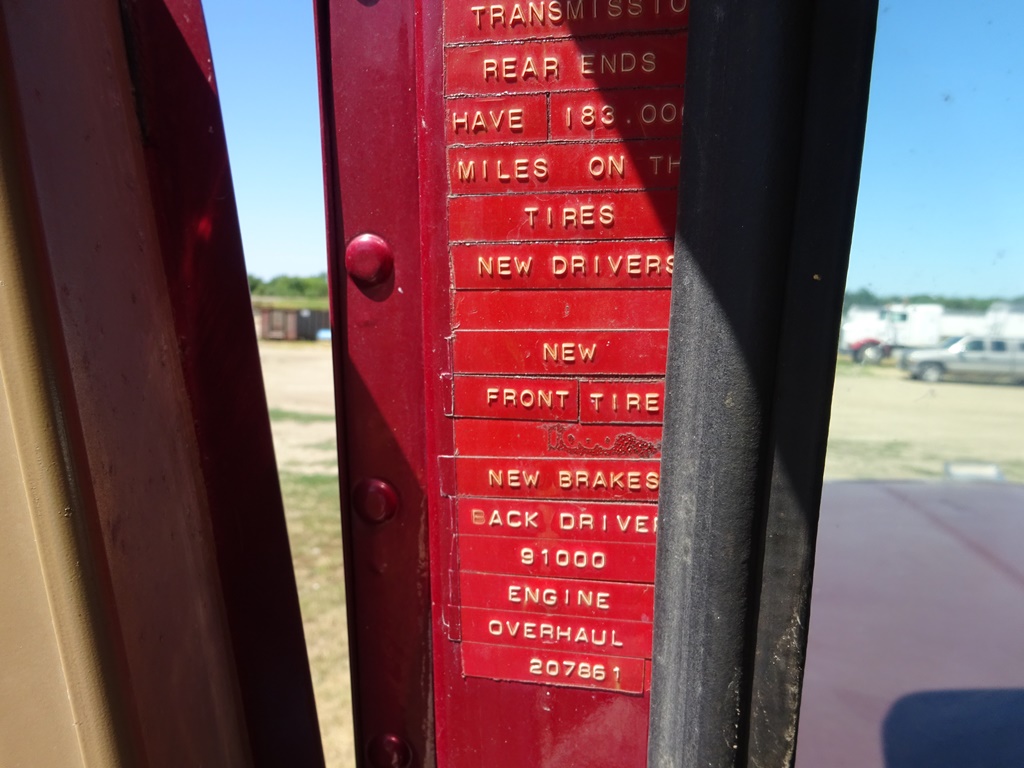 TRANSMISSIO
REAR ENDS
HAVE 183.00
MILES ON TH
TIRES
NEW DRIVERS
NEW
FRONT TIRE
NEW BRAKES
BACK DRIVE
91000
ENGINE
OVERHAUL
207861